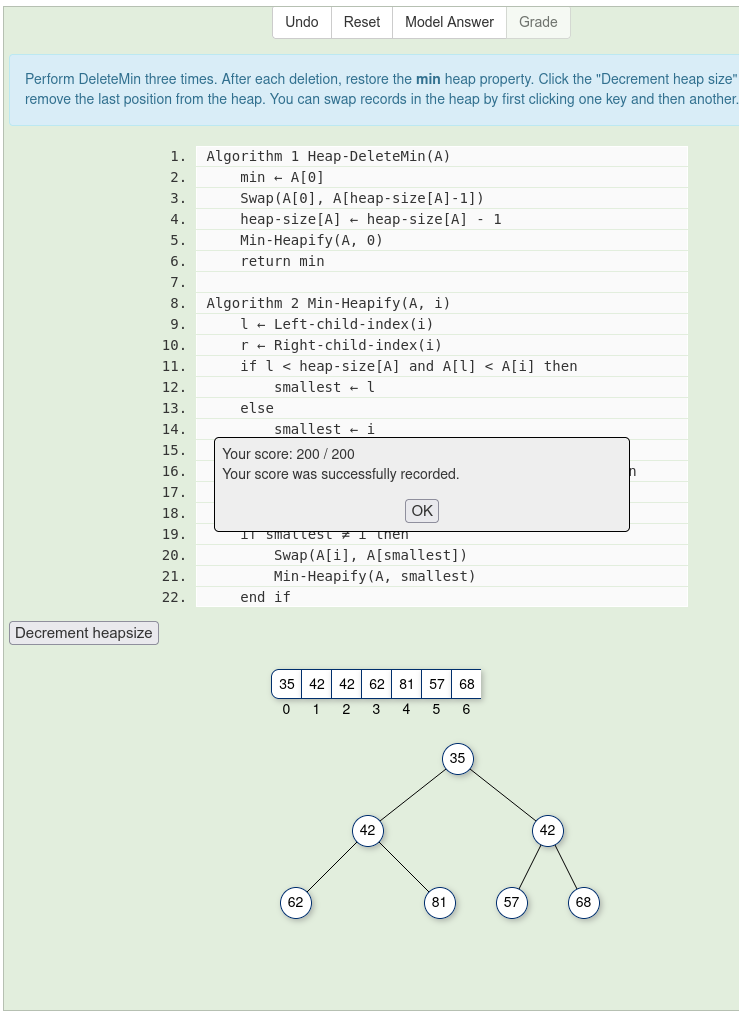 Undo Reset Model Answer Grade
Perform DeleteMin three times. After each deletion, restore the min heap property. Click the "Decrement heap size"
remove the last position from the heap. You can swap records in the heap by first clicking one key and then another.
1. Algorithm 1 Heap-DeleteMin(A)
2. min ← A[0]
3. Swap(A[0], A[heap-size[A]-1])
4. heap-size[A] ← heap-size[A] - 1
5. Min-Heapify(A, 0)
6. return min
7.
8. Algorithm 2 Min-Heapify(A, i)
9. l ← Left-child-index(i)
10. r ← Right-child-index(i)
11. if l < heap-size[A] and A[l] < A[i] then
12. smallest ← l
13. else
14. smallest ← i
15.
16. n
17.
18.
19. if smallest ≠ i then
20. Swap(A[i], A[smallest])
21. Min-Heapify(A, smallest)
22. end if
Your score: 200 / 200
Your score was successfully recorded.
OK
Decrement heapsize
35 42 42 62 81 57 68
0 1 2 3 4 5 6
35
42 42
62 81 57 68